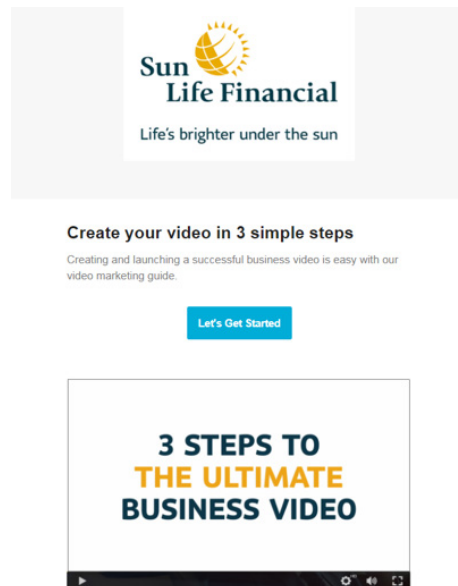 Sun
Life Financial
Life's brighter under the sun
Create your video in 3 simple steps
Creating and launching a successful business video is easy with our
video marketing guide.
Let's Get Started
3 STEPS TO
THE ULTIMATE
BUSINESS VIDEO